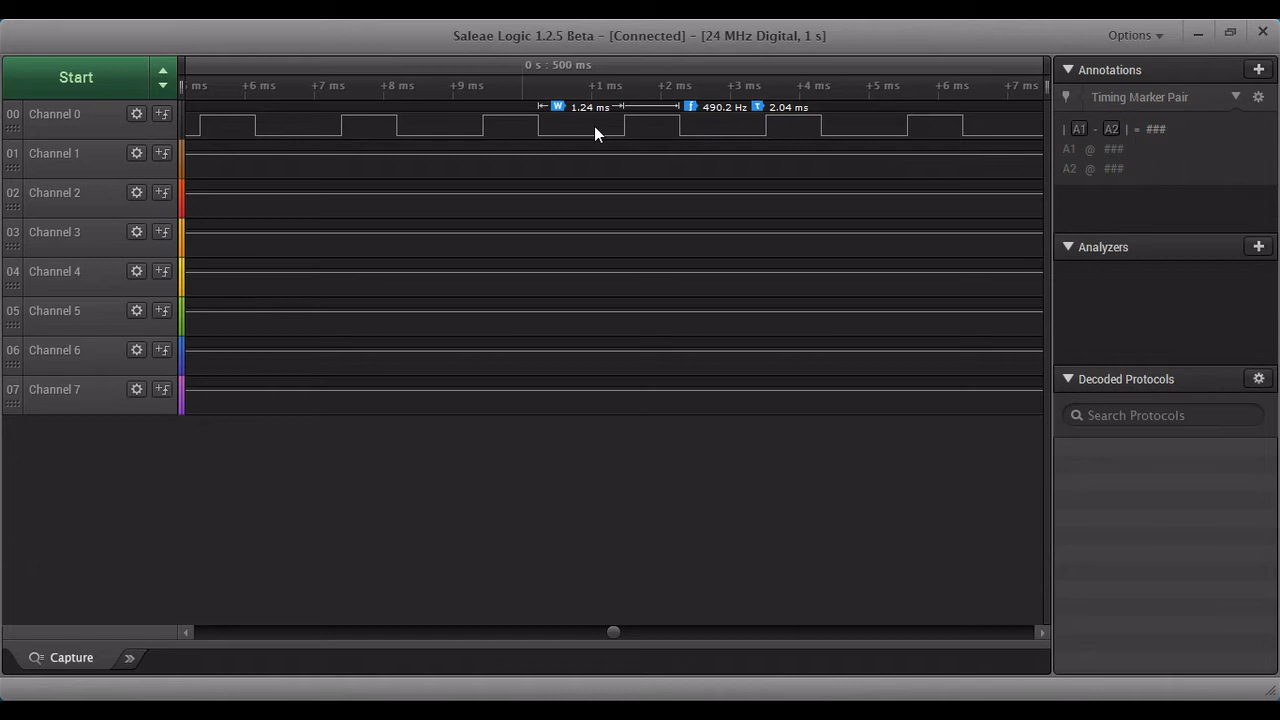 Saleae Logic 1.2.5 Beta - [Connected] - [24 MHz Digital, 1 s]
Options
Start
0 s : 500 ms
ms +6 ms +7 ms +8 ms +9 ms +1 ms +2 ms +3 ms +4 ms +5 ms +6 ms +7 ms
W 1.24 ms f 490.2 Hz T 2.04 ms
00 Channel 0
01 Channel 1
02 Channel 2
03 Channel 3
04 Channel 4
05 Channel 5
06 Channel 6
07 Channel 7
Annotations
Timing Marker Pair
| A1 - A2 | = ###
A1 @ ###
A2 @ ###
Analyzers
Decoded Protocols
Search Protocols
Capture